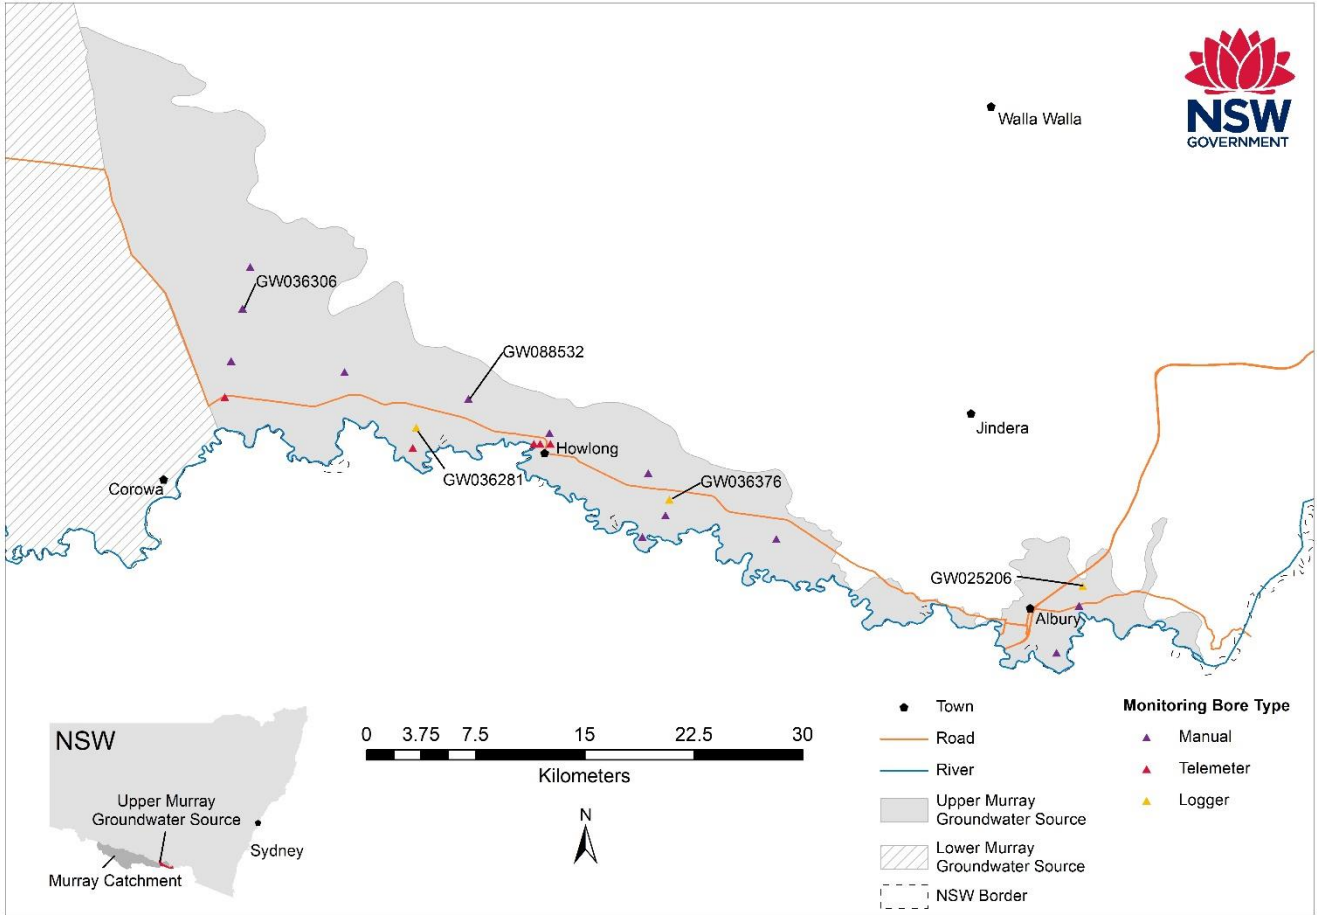 Walla Walla
NSW
GOVERNMENT
GW036306
GW088532
Jindera
Howlong
GW036281
GW036376
Corowa
GW025206
Albury
NSW
Upper Murray
Groundwater Source
Sydney
Murray Catchment
0 3.75 7.5 15 22.5 30
Kilometers
N
Town
Road
River
Upper Murray
Groundwater Source
Lower Murray
Groundwater Source
NSW Border
Monitoring Bore Type
Manual
Telemeter
Logger